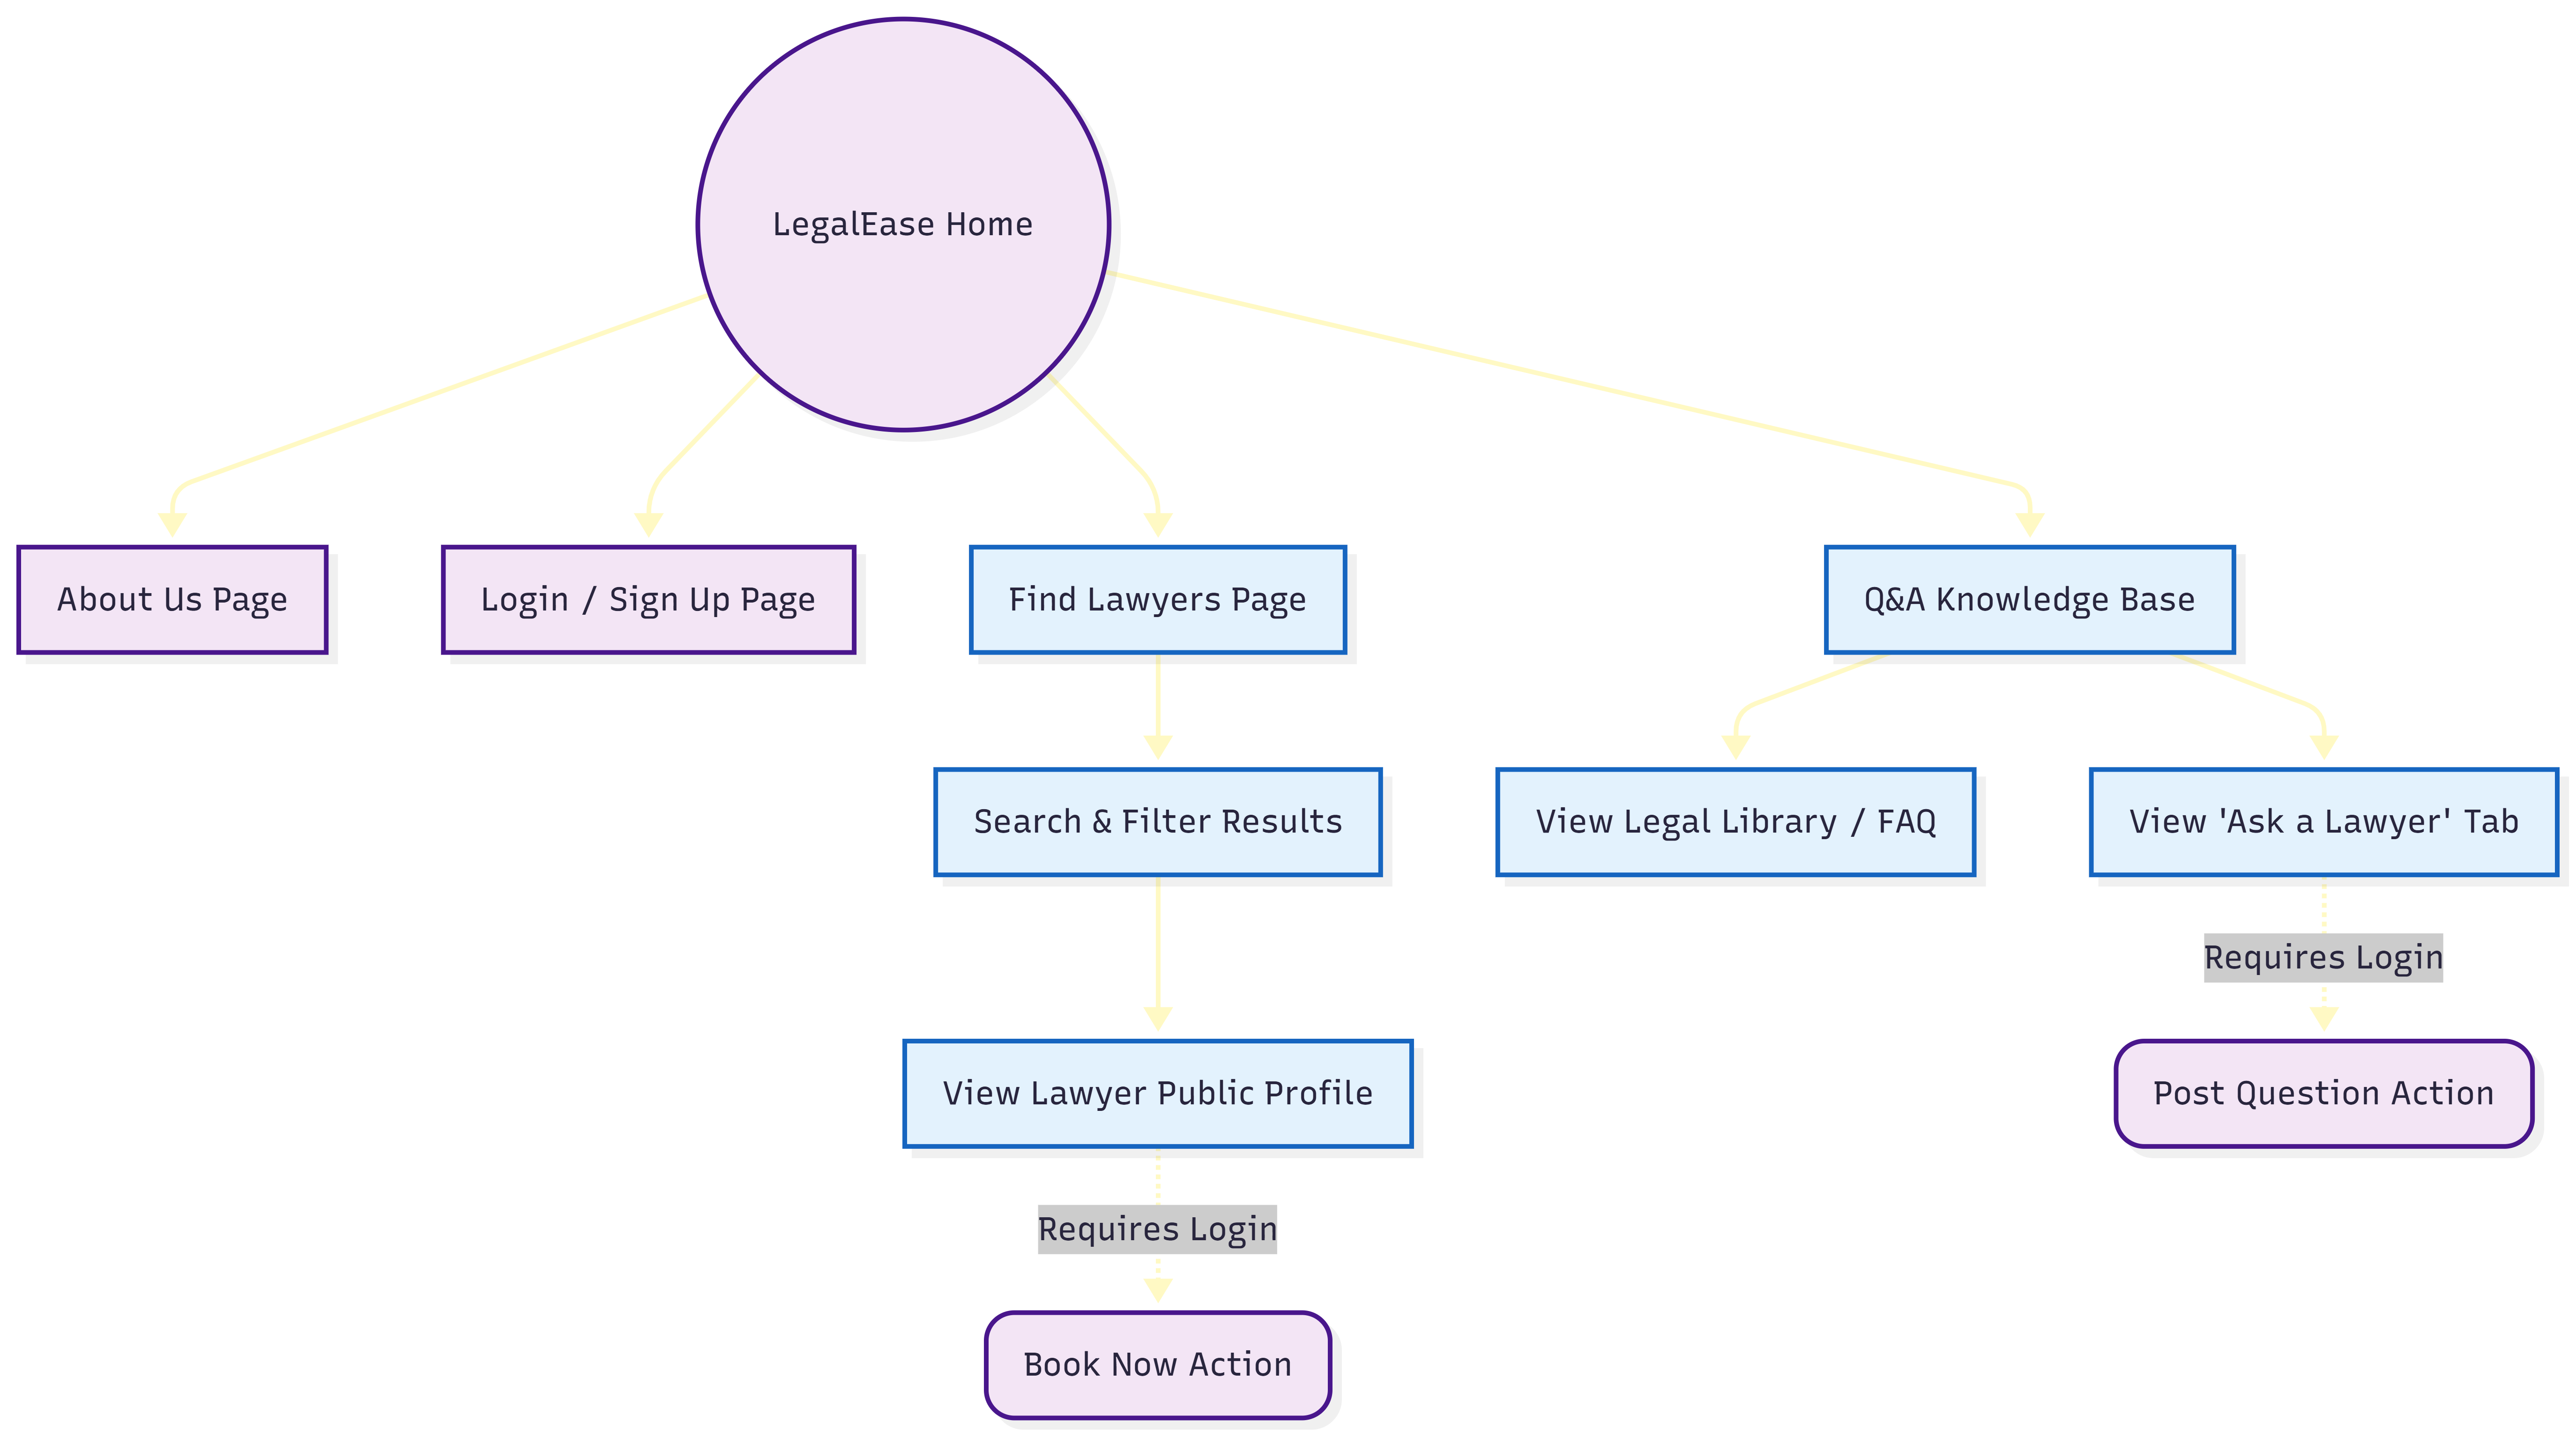 LegalEase Home
About Us Page
Login / Sign Up Page
Find Lawyers Page
Q&A Knowledge Base
Search & Filter Results
View Legal Library / FAQ
View 'Ask a Lawyer' Tab
Requires Login
View Lawyer Public Profile
Post Question Action
Requires Login
Book Now Action